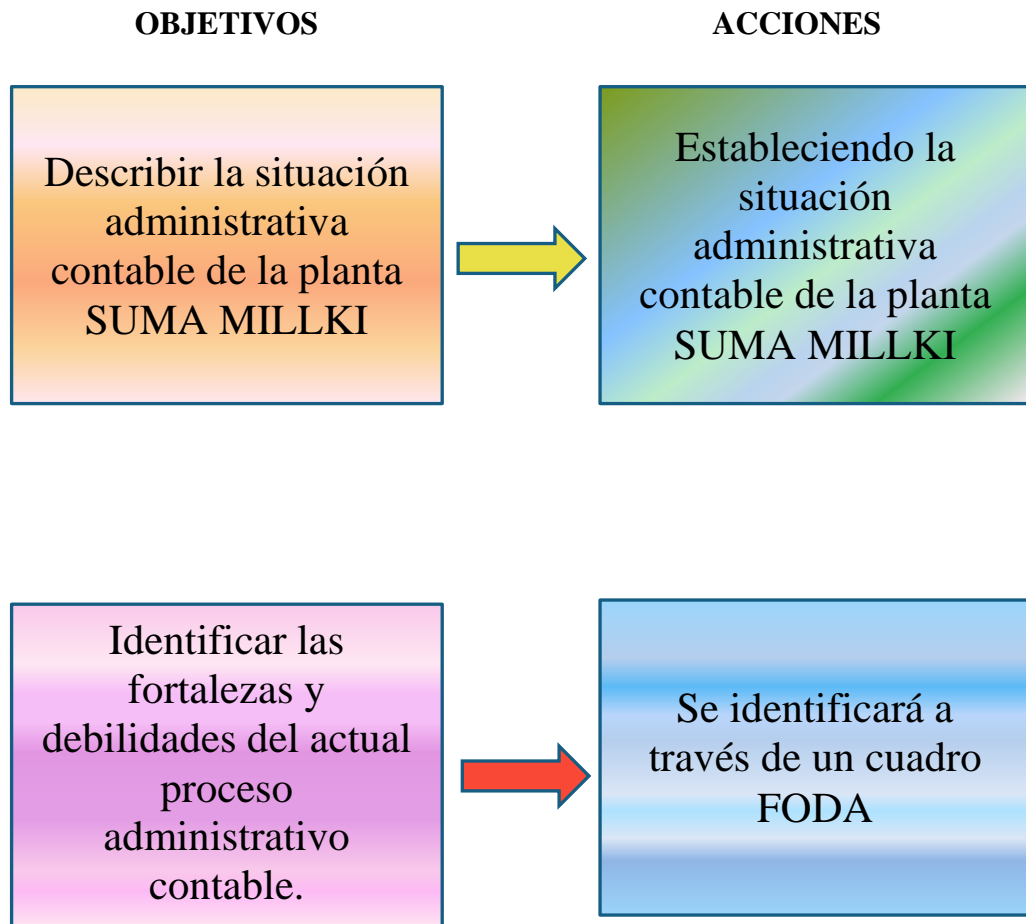 OBJETIVOS
ACCIONES
Describir la situación
administrativa
contable de la planta
SUMA MILLKI
Estableciendo la
situación
administrativa
contable de la planta
SUMA MILLKI
Identificar las
fortalezas y
debilidades del actual
proceso
administrativo
contable.
Se identificará a
través de un cuadro
FODA